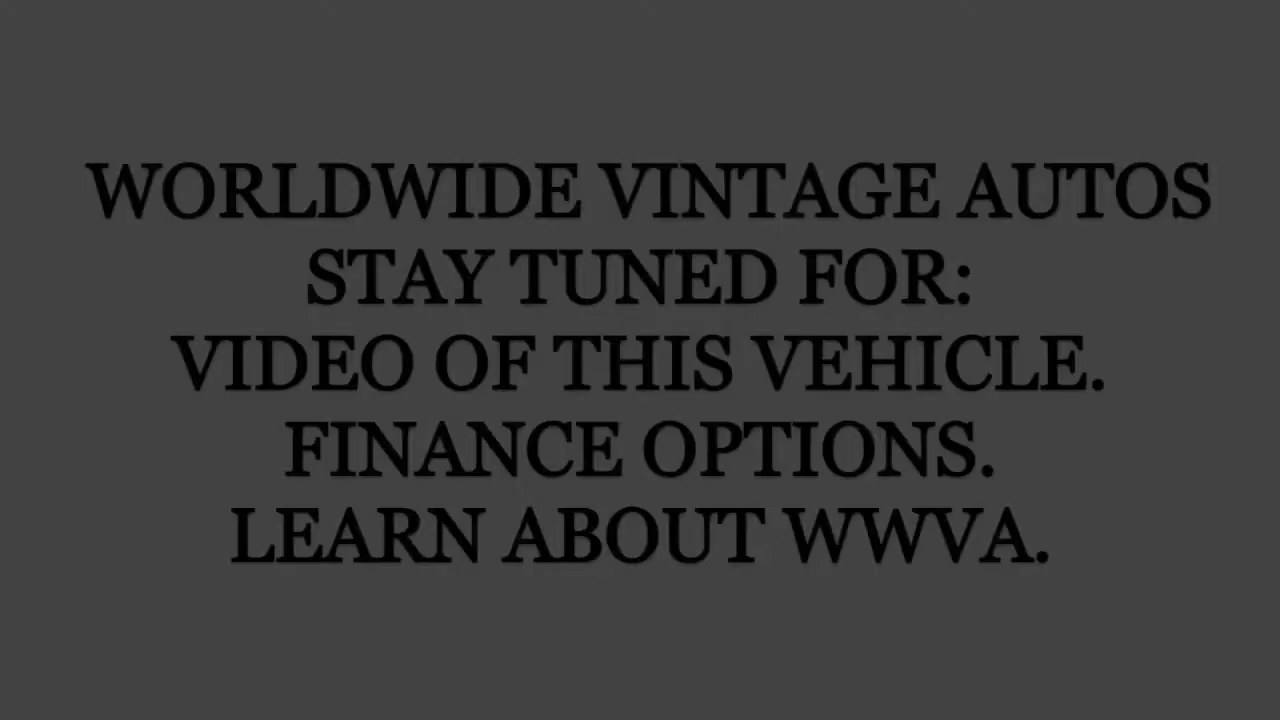 WORLDWIDE VINTAGE AUTOS
STAY TUNED FOR:
VIDEO OF THIS VEHICLE.
FINANCE OPTIONS.
LEARN ABOUT WWVA.